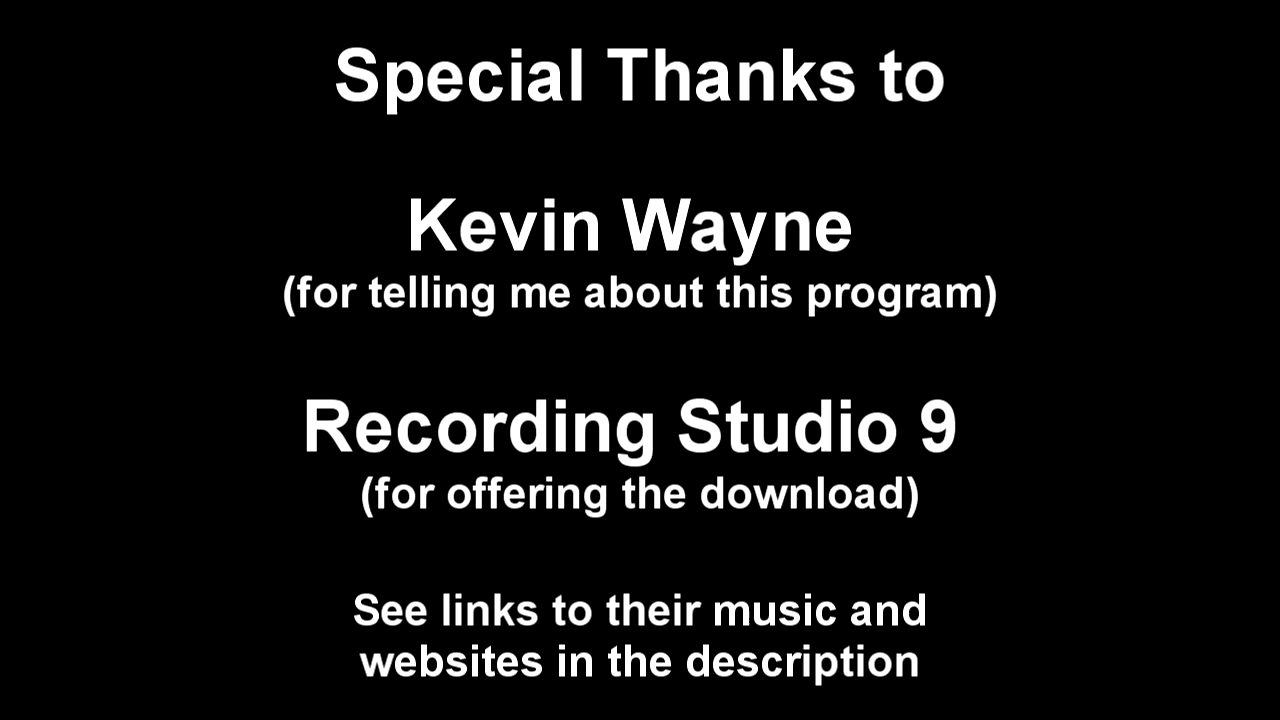 Special Thanks to
Kevin Wayne
(for telling me about this program)
Recording Studio 9
(for offering the download)
See links to their music and
websites in the description